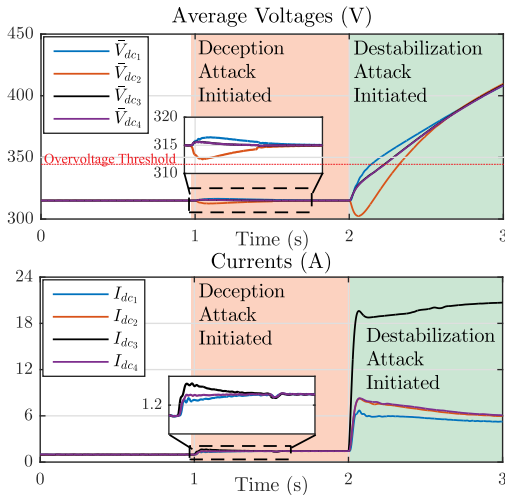 Average Voltages (V)
450
400
350
300
V̄dc1
V̄dc2
V̄dc3
V̄dc4
Deception
Attack
Initiated
Destabilization
Attack
Initiated
320
315
310
Overvoltage Threshold
0
1
2
3
Time (s)
Currents (A)
24
18
12
6
0
Idc1
Idc2
Idc3
Idc4
Deception
Attack
Initiated
Destabilization
Attack
Initiated
1.2
0
1
2
3
Time (s)